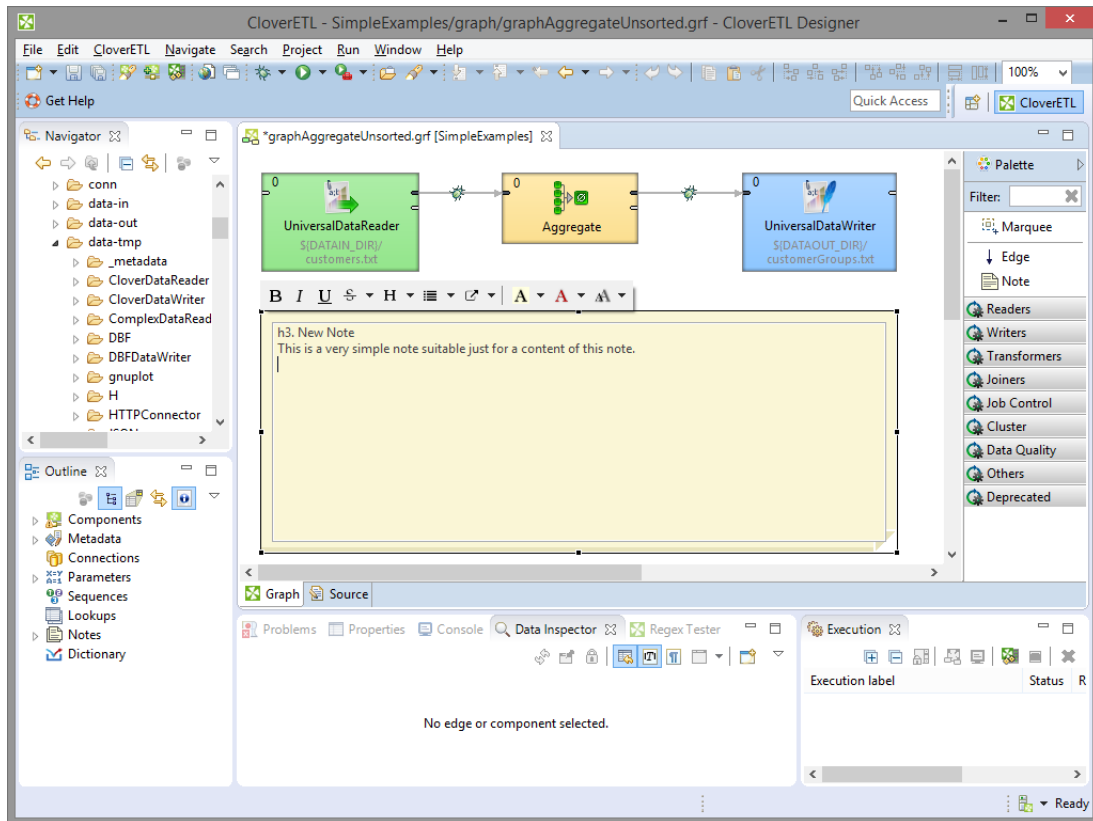 CloverETL - SimpleExamples/graph/graphAggregateUnsorted.grf - CloverETL Designer
File Edit CloverETL Navigate Search Project Run Window Help
100%
Get Help
Quick Access
CloverETL
Navigator
conn
data-in
data-out
data-tmp
_metadata
CloverDataReader
CloverDataWriter
ComplexDataRead
DBF
DBFDataWriter
gnuplot
H
HTTPConnector
*graphAggregateUnsorted.grf [SimpleExamples]
0
UniversalDataReader
${DATAIN_DIR}/
customers.txt
0
Aggregate
0
UniversalDataWriter
${DATAOUT_DIR}/
customerGroups.txt
B I U S H A A A
h3. New Note
This is a very simple note suitable just for a content of this note.
Graph Source
Palette
Filter:
Marquee
Edge
Note
Readers
Writers
Transformers
Joiners
Job Control
Cluster
Data Quality
Others
Deprecated
Outline
Components
Metadata
Connections
Parameters
Sequences
Lookups
Notes
Dictionary
Problems Properties Console Data Inspector Regex Tester
No edge or component selected.
Execution
Execution label Status R
Ready